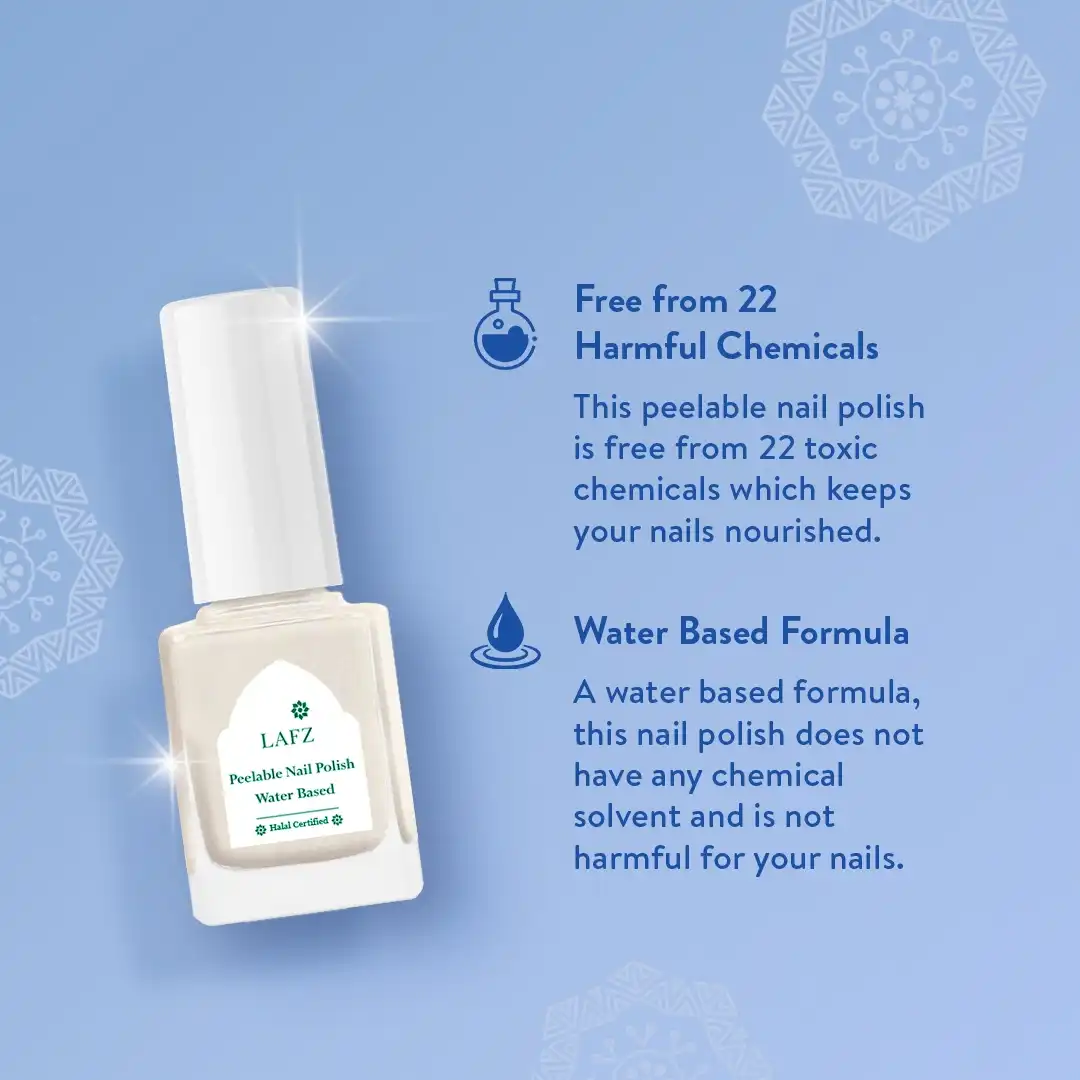 Free from 22
Harmful Chemicals
This peelable nail polish
is free from 22 toxic
chemicals which keeps
your nails nourished.
Water Based Formula
A water based formula,
this nail polish does not
have any chemical
solvent and is not
harmful for your nails.
LAFZ
Peelable Nail Polish
Water Based
Halal Certified